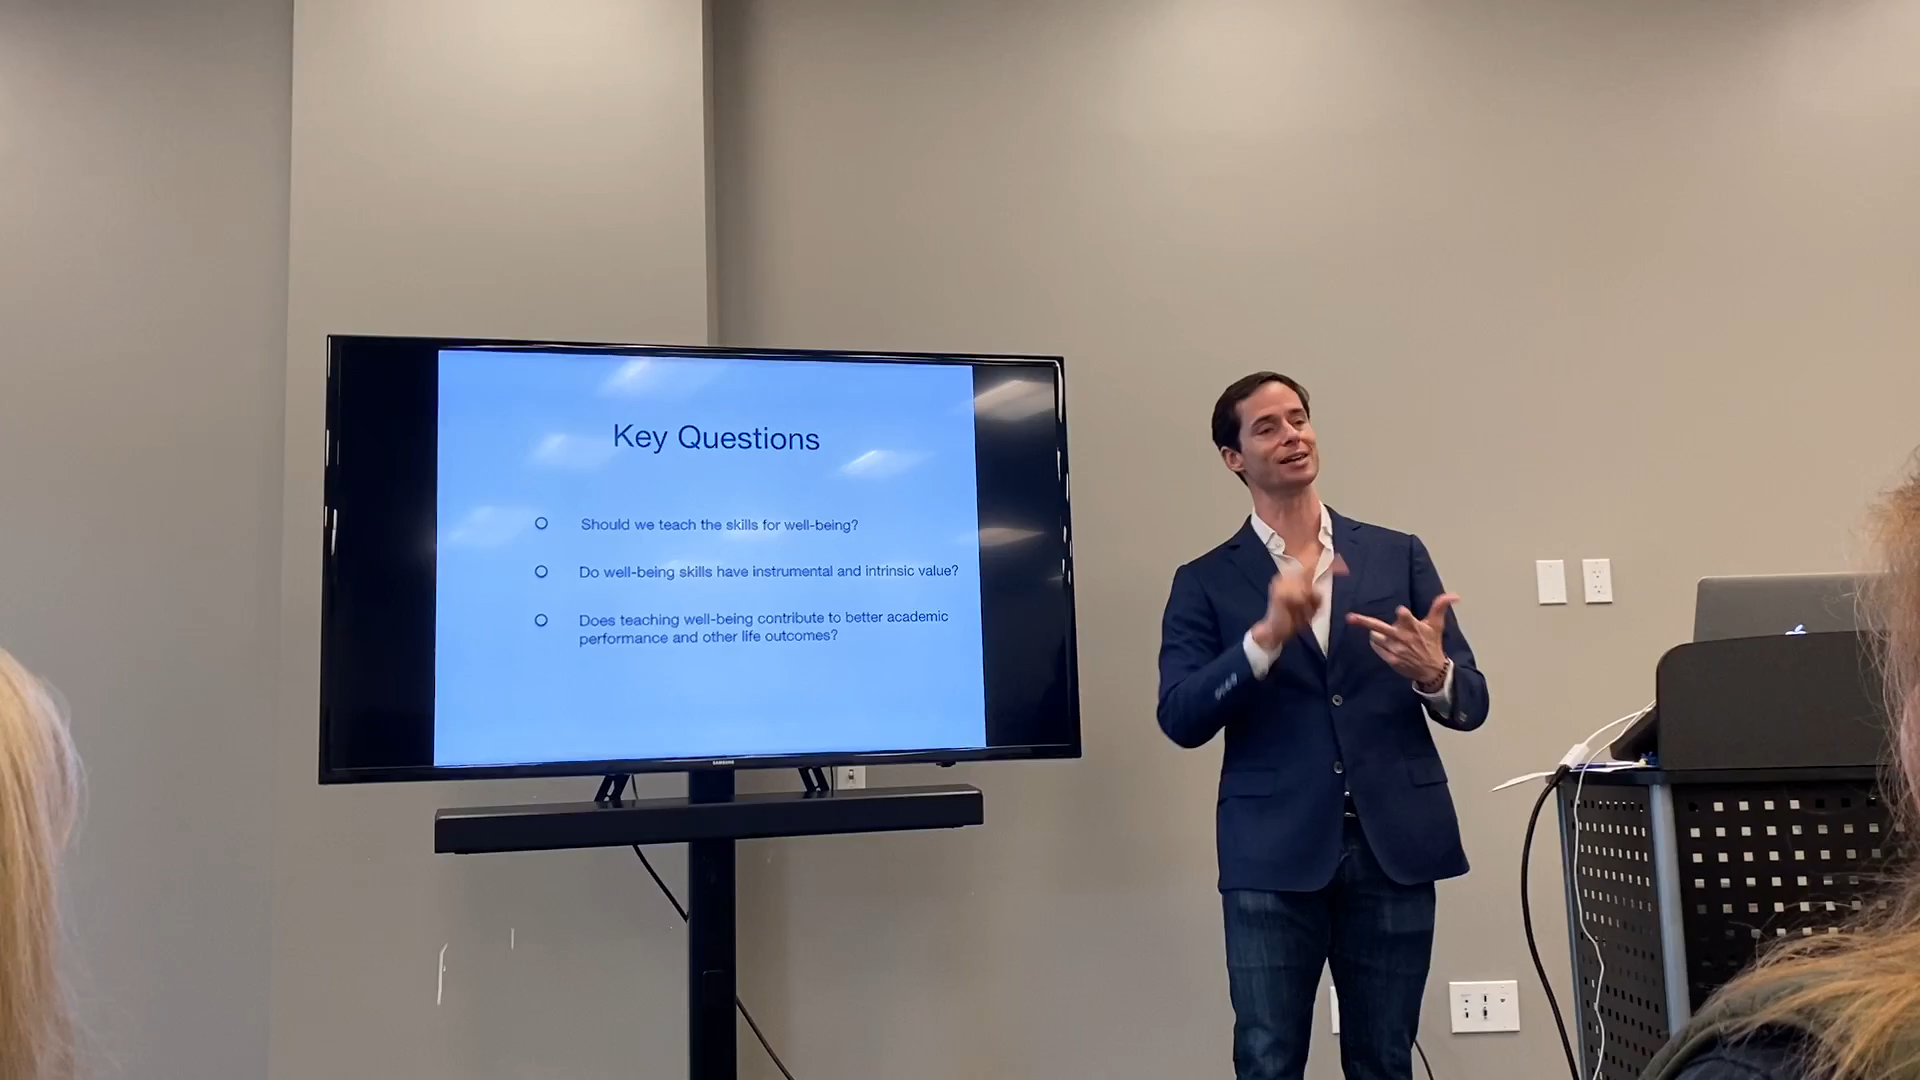 Key Questions
Should we teach the skills for well-being?
Do well-being skills have instrumental and intrinsic value?
Does teaching well-being contribute to better academic
performance and other life outcomes?
SAMSUNG